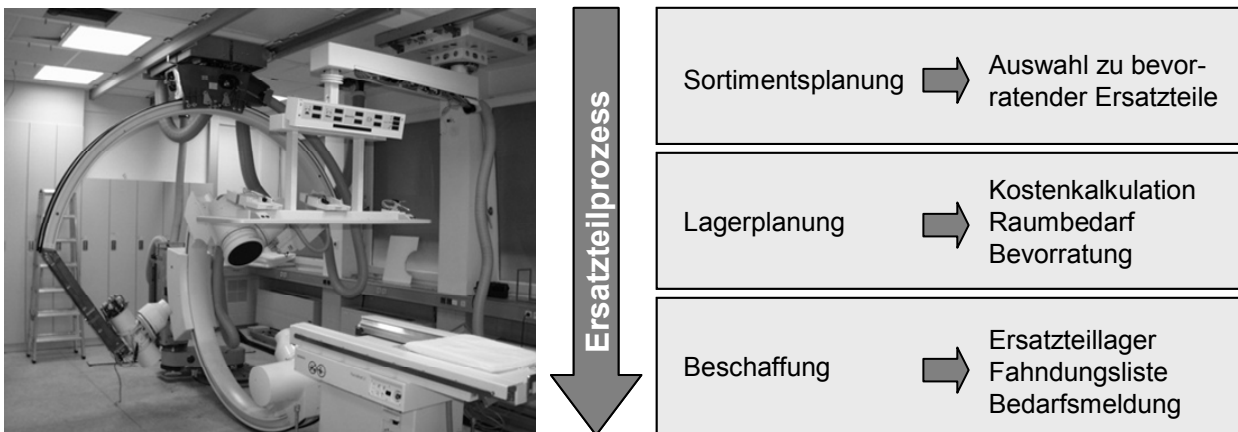 Ersatzteilprozess
Sortimentsplanung
Auswahl zu bevor-
ratender Ersatzteile
Lagerplanung
Kostenkalkulation
Raumbedarf
Bevorratung
Beschaffung
Ersatzteillager
Fahndungsliste
Bedarfsmeldung